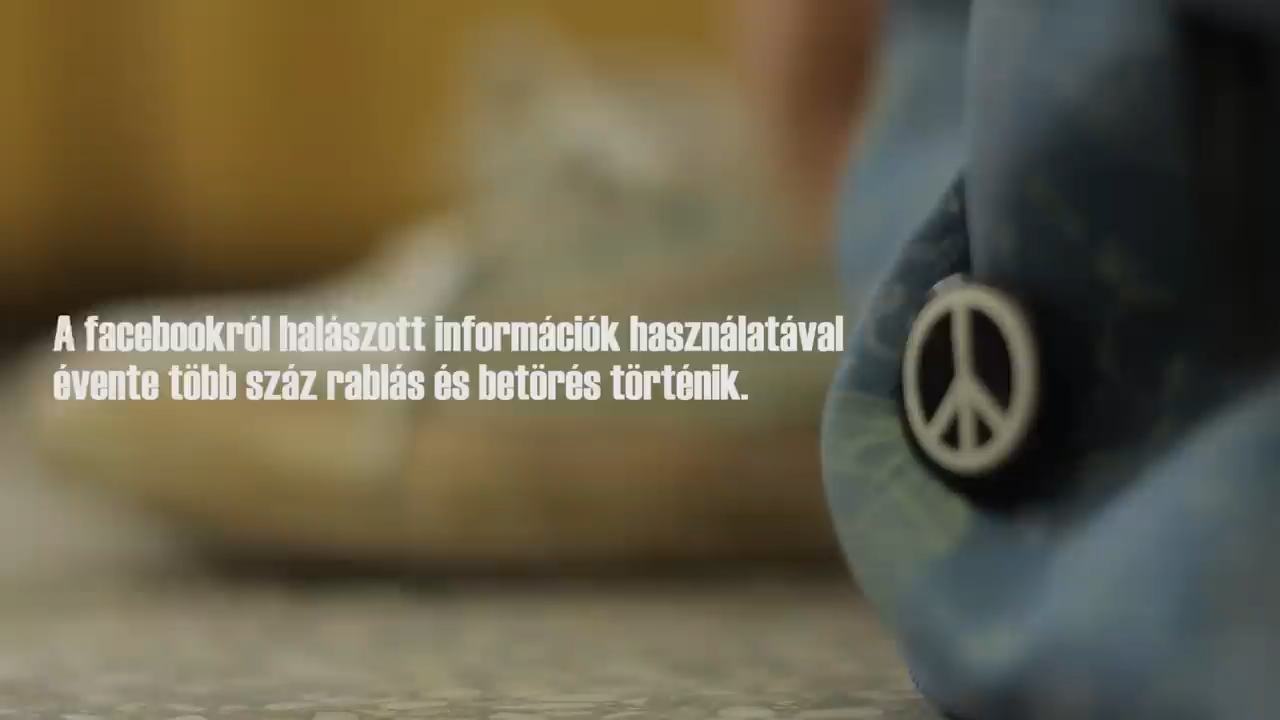 A facebookról halászott információk használatával
évente több száz rablás és betörés történik.